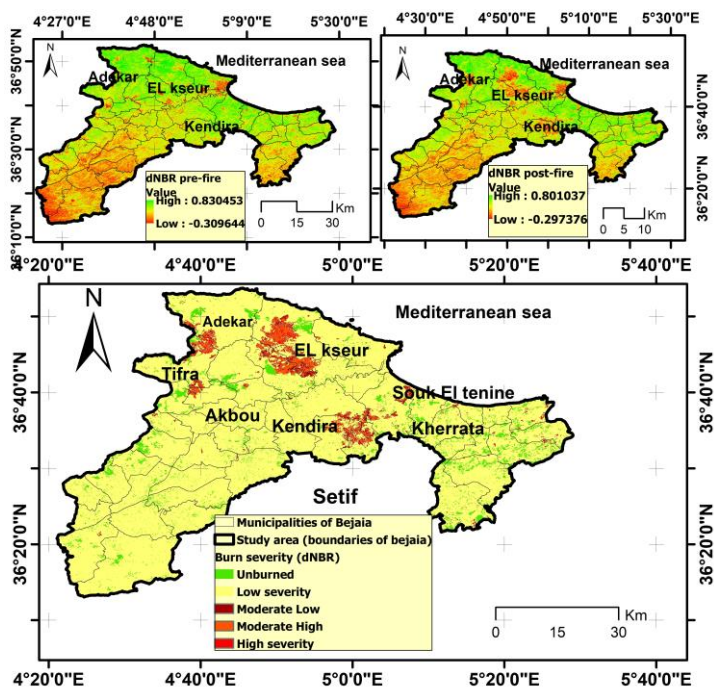 4°27'0"E 4°48'0"E 5°9'0"E 5°30'0"E
36°50'0"N
36°30'0"N
36°10'0"N
N
Mediterranean sea
Adekar
EL kseur
Kendira
dNBR pre-fire
Value
High : 0.830453
Low : -0.309644
Km
0 15 30
4°30'0"E 4°50'0"E 5°10'0"E 5°30'0"E
N
Mediterranean sea
Adekar
EL kseur
Kendira
36°40'0"N
36°20'0"N
dNBR post-fire
Value
High : 0.801037
Low : -0.297376
Km
0 5 10
4°20'0"E 4°40'0"E 5°0'0"E 5°20'0"E 5°40'0"E
N
Mediterranean sea
Adekar
EL kseur
Tifra
Souk El tenine
Akbou
Kendira
Kherrata
Setif
36°40'0"N
36°20'0"N
36°40'0"N
36°20'0"N
Municipalities of Bejaia
Study area (boundaries of bejaia)
Burn severity (dNBR)
Unburned
Low severity
Moderate Low
Moderate High
High severity
Km
0 15 30
4°20'0"E 4°40'0"E 5°0'0"E 5°20'0"E 5°40'0"E